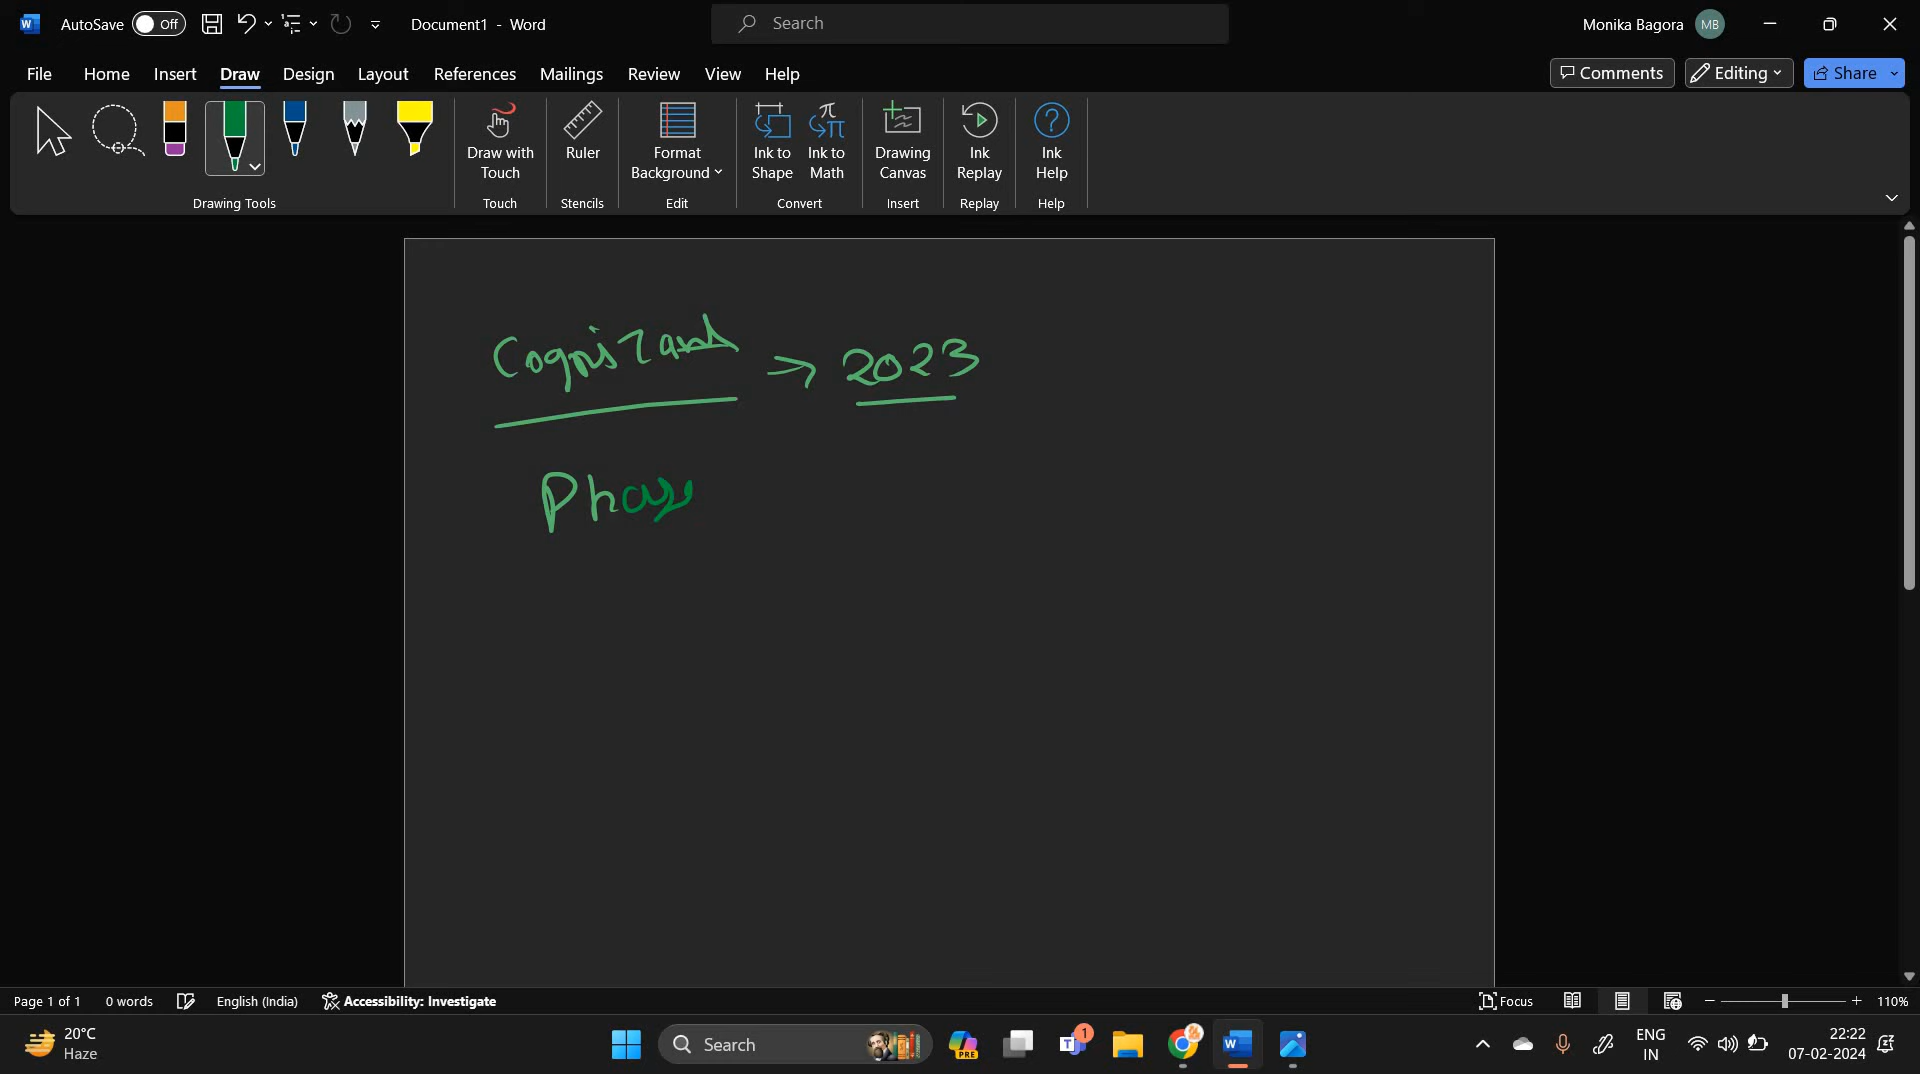 AutoSave Off Document1 - Word Search Monika Bagora MB
File Home Insert Draw Design Layout References Mailings Review View Help Comments Editing Share
Draw with Touch
Ruler
Format Background
Ink to Shape
Ink to Math
Drawing Canvas
Ink Replay
Ink Help
Drawing Tools Touch Stencils Edit Convert Insert Replay Help
Cognizant → 2023
Phase
Page 1 of 1 0 words English (India) Accessibility: Investigate Focus 110%
20°C
Haze
Search
PRE
1
ENG
IN
22:22
07-02-2024